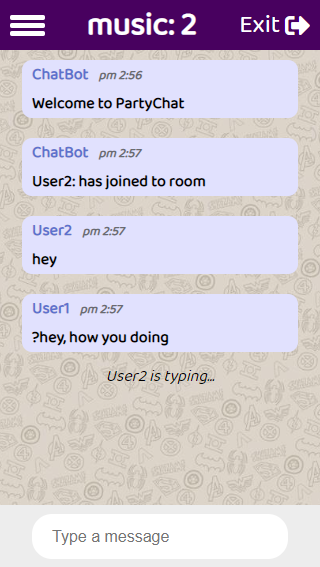 music: 2
Exit
ChatBot pm 2:56
Welcome to PartyChat
ChatBot pm 2:57
User2: has joined to room
User2 pm 2:57
hey
User1 pm 2:57
?hey, how you doing
User2 is typing...
Type a message